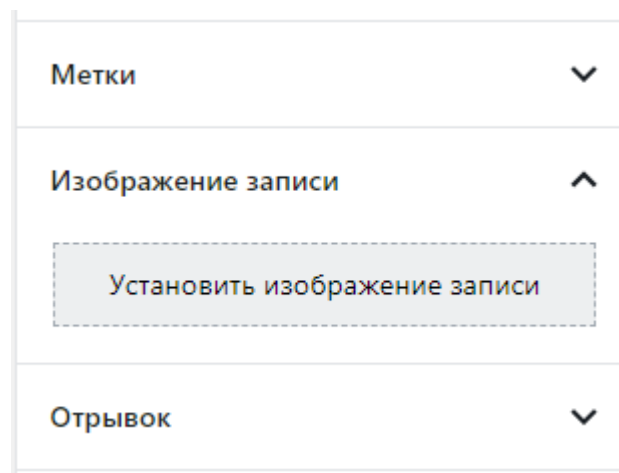 Метки
Изображение записи
Установить изображение записи
Отрывок